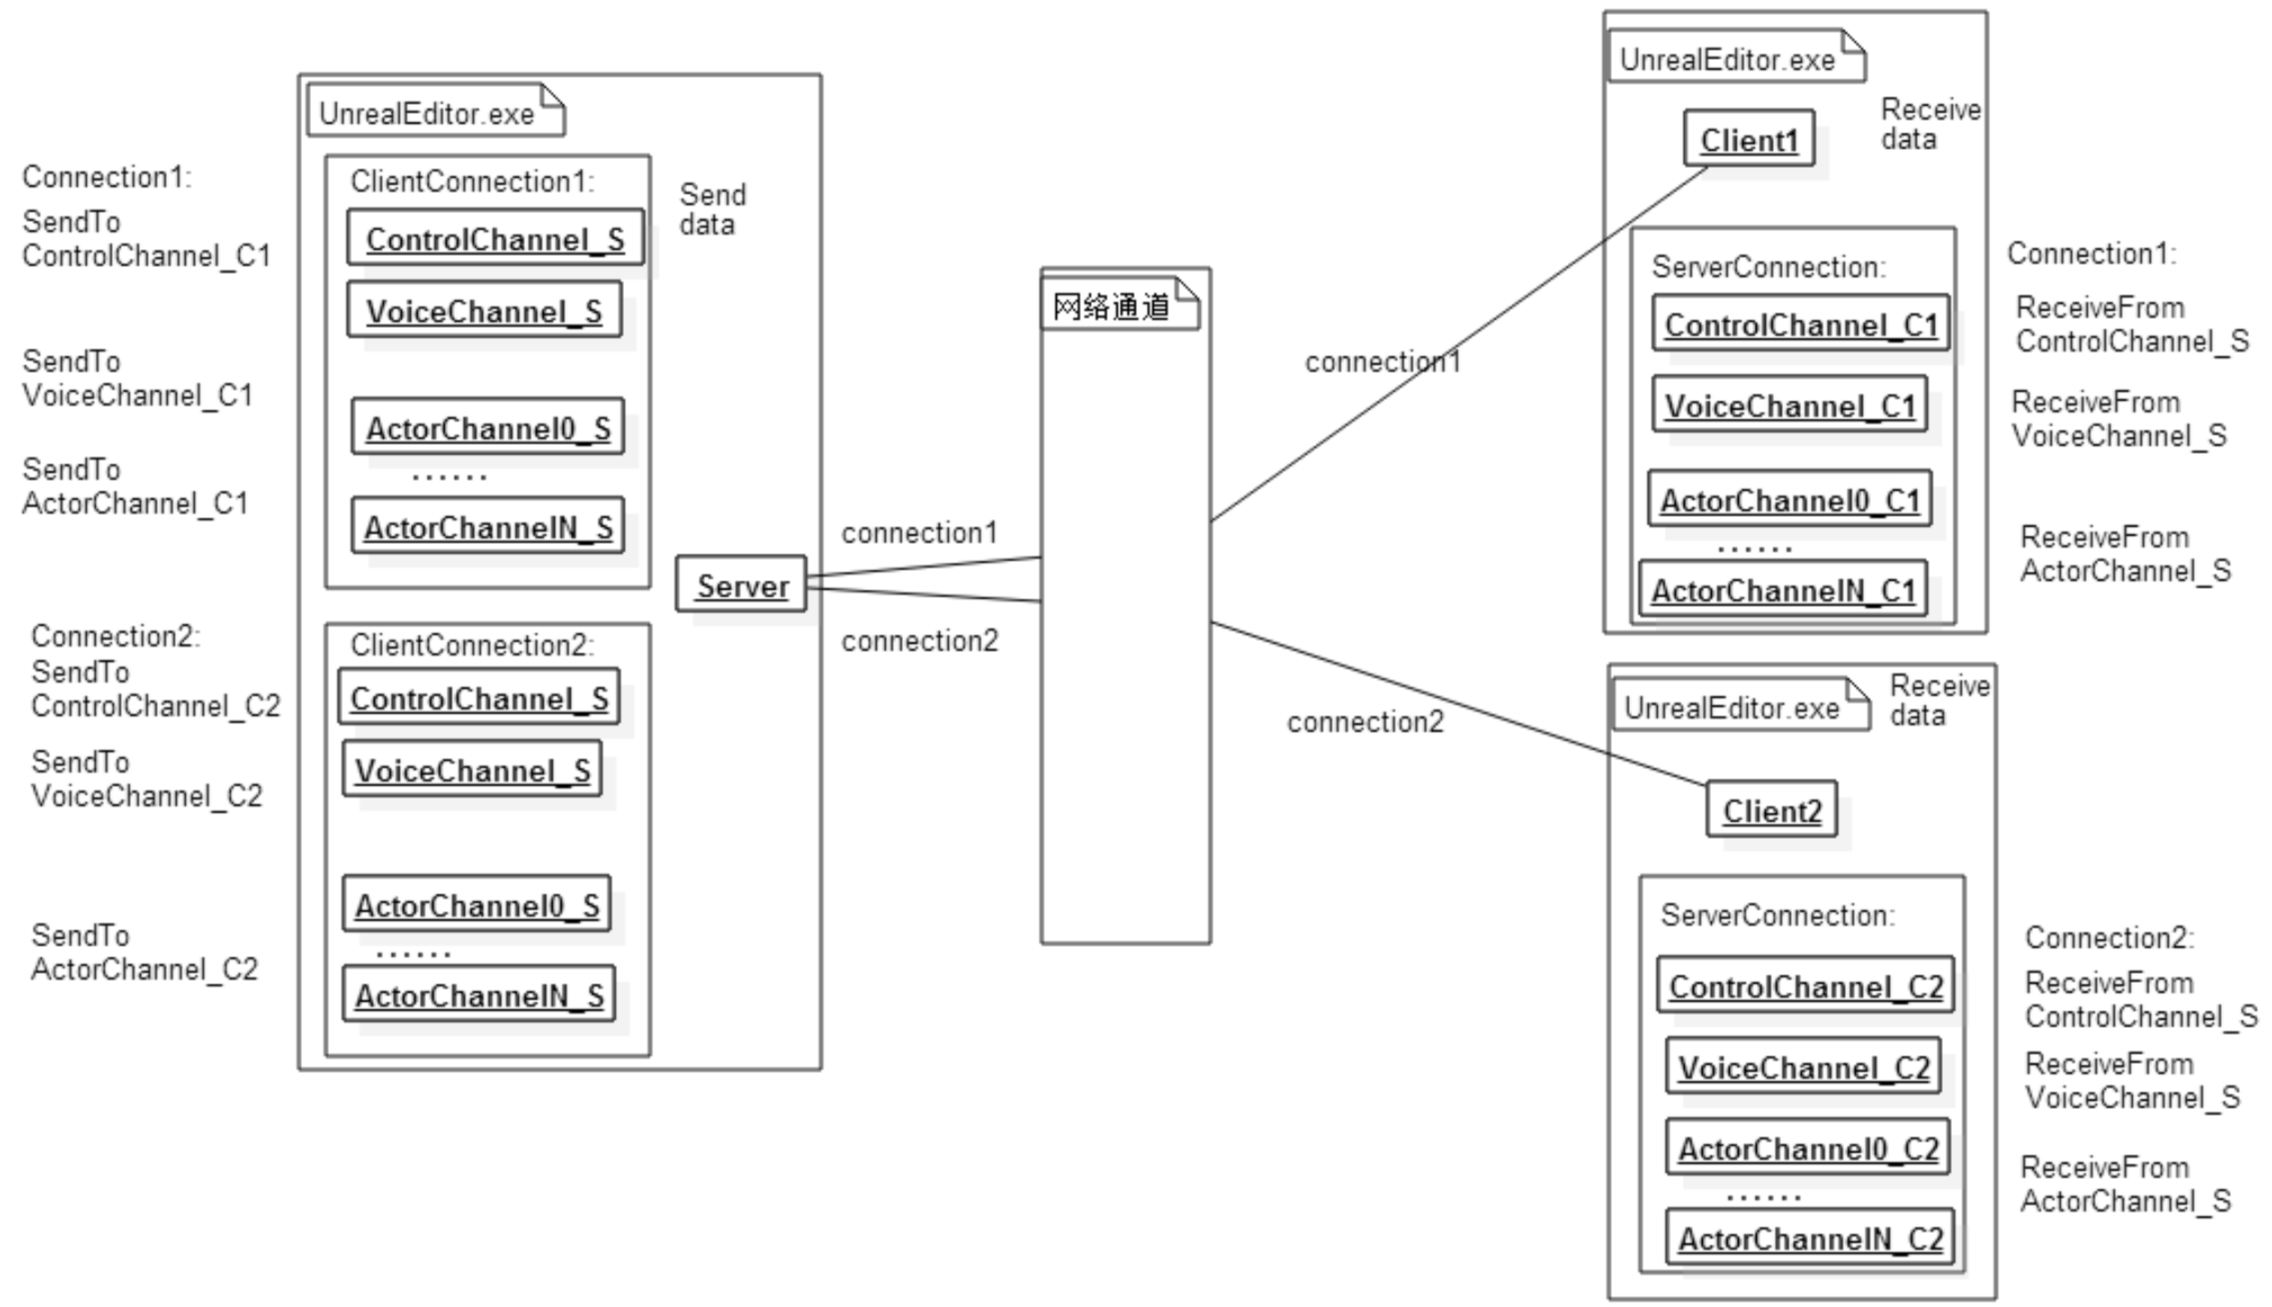 Connection1:
SendTo
ControlChannel_C1
SendTo
VoiceChannel_C1
SendTo
ActorChannel_C1
Connection2:
SendTo
ControlChannel_C2
SendTo
VoiceChannel_C2
SendTo
ActorChannel_C2
UnrealEditor.exe
ClientConnection1:
ControlChannel_S
VoiceChannel_S
ActorChannel0_S
......
ActorChannelN_S
Send
data
Server
ClientConnection2:
ControlChannel_S
VoiceChannel_S
ActorChannel0_S
......
ActorChannelN_S
connection1
connection2
网络通道
connection1
connection2
UnrealEditor.exe
Client1
Receive
data
ServerConnection:
ControlChannel_C1
VoiceChannel_C1
ActorChannel0_C1
......
ActorChannelN_C1
Connection1:
ReceiveFrom
ControlChannel_S
ReceiveFrom
VoiceChannel_S
ReceiveFrom
ActorChannel_S
UnrealEditor.exe
Receive
data
Client2
ServerConnection:
ControlChannel_C2
VoiceChannel_C2
ActorChannel0_C2
......
ActorChannelN_C2
Connection2:
ReceiveFrom
ControlChannel_S
ReceiveFrom
VoiceChannel_S
ReceiveFrom
ActorChannel_S